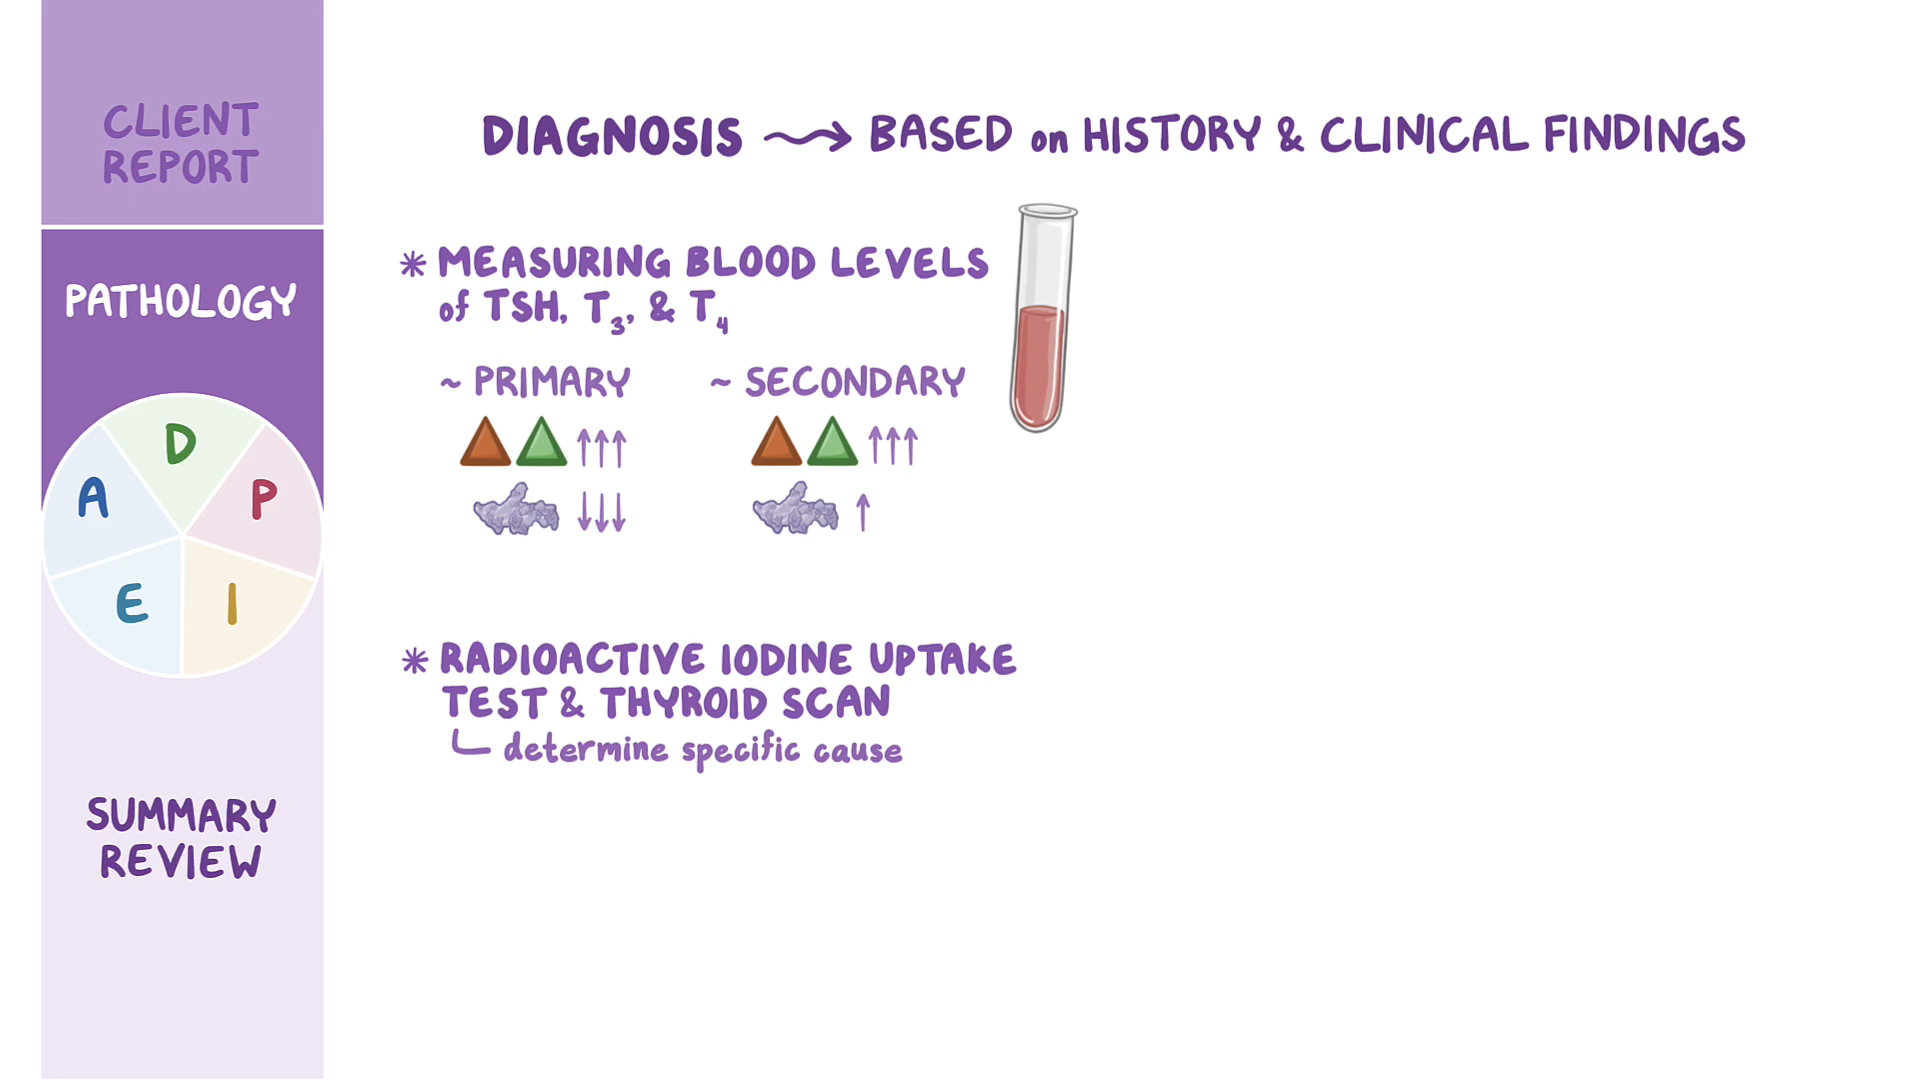 CLIENT
REPORT
PATHOLOGY
A
D
P
E
I
SUMMARY
REVIEW
DIAGNOSIS → BASED on HISTORY & CLINICAL FINDINGS
* MEASURING BLOOD LEVELS
of TSH, T₃, & T₄
~ PRIMARY
↑↑↑
↓↓↓
~ SECONDARY
↑↑↑
↑
* RADIOACTIVE IODINE UPTAKE
TEST & THYROID SCAN
determine specific cause